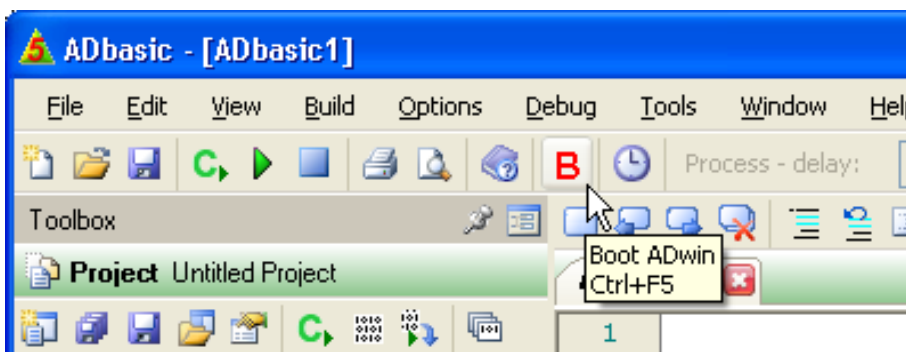 ADbasic - [ADbasic1]
File Edit View Build Options Debug Tools Window Help
B Process - delay:
Toolbox
Boot ADwin
Project Untitled Project
Ctrl+F5
1